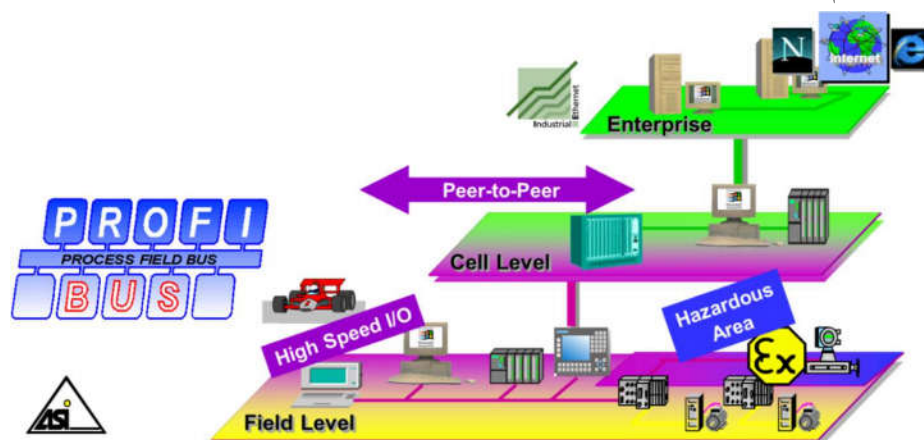 N
Internet
e
Industrial
Ethernet
Enterprise
Peer-to-Peer
PROFI
PROCESS FIELD BUS
BUS
Cell Level
High Speed I/O
Hazardous
Area
Ex
ASi
Field Level